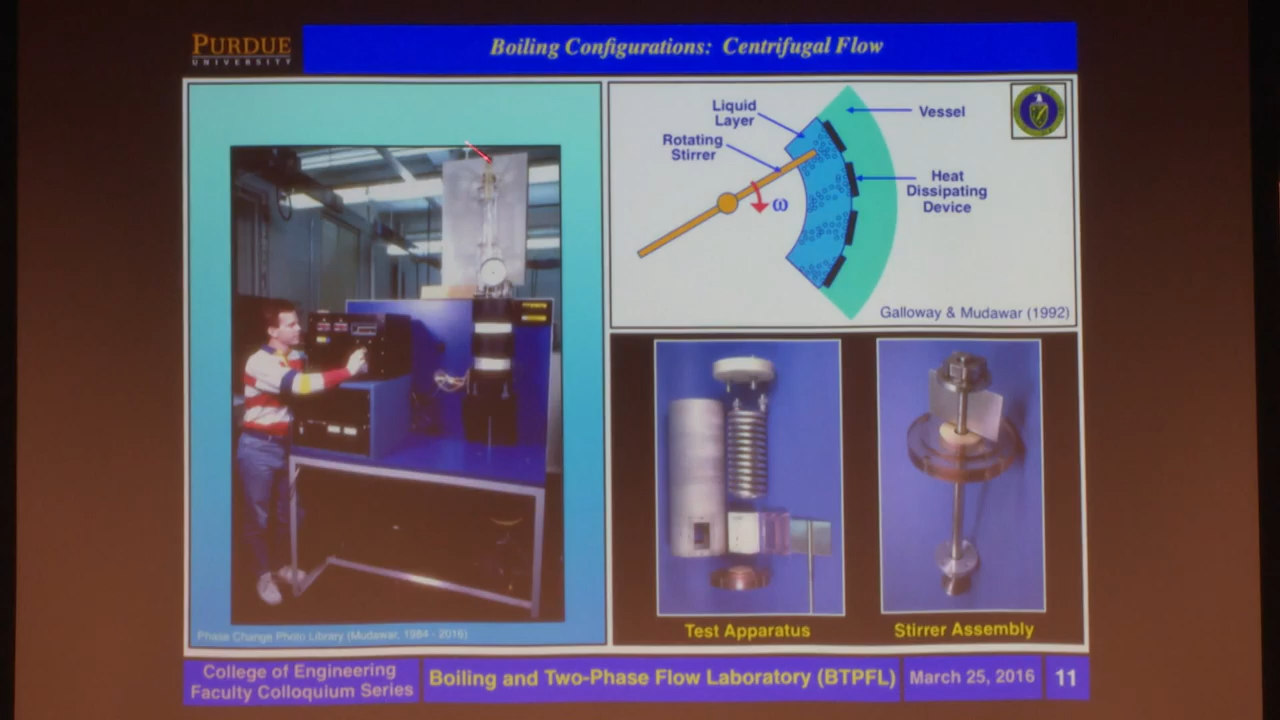 PURDUE
UNIVERSITY
Boiling Configurations: Centrifugal Flow
Liquid
Layer
Rotating
Stirrer
ω
Vessel
Heat
Dissipating
Device
Galloway & Mudawar (1992)
Phase Change Photo Library (Mudawar, 1984 - 2016)
Test Apparatus
Stirrer Assembly
College of Engineering
Faculty Colloquium Series
Boiling and Two-Phase Flow Laboratory (BTPFL)
March 25, 2016
11